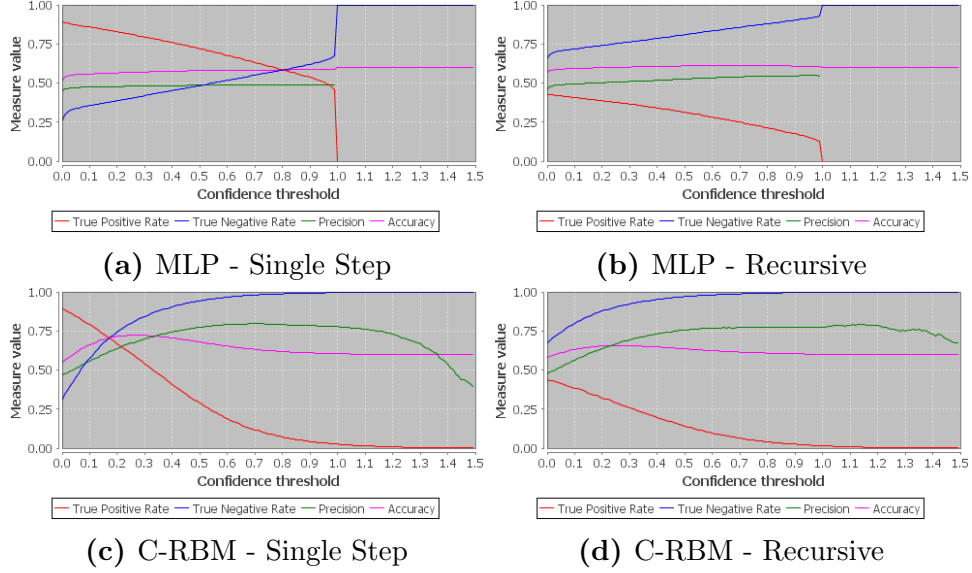 1.00
0.75
0.50
0.25
0.00
Measure value
0.0 0.1 0.2 0.3 0.4 0.5 0.6 0.7 0.8 0.9 1.0 1.1 1.2 1.3 1.4 1.5
Confidence threshold
True Positive Rate True Negative Rate Precision Accuracy
(a) MLP - Single Step
1.00
0.75
0.50
0.25
0.00
Measure value
0.0 0.1 0.2 0.3 0.4 0.5 0.6 0.7 0.8 0.9 1.0 1.1 1.2 1.3 1.4 1.5
Confidence threshold
True Positive Rate True Negative Rate Precision Accuracy
(b) MLP - Recursive
1.00
0.75
0.50
0.25
0.00
Measure value
0.0 0.1 0.2 0.3 0.4 0.5 0.6 0.7 0.8 0.9 1.0 1.1 1.2 1.3 1.4 1.5
Confidence threshold
True Positive Rate True Negative Rate Precision Accuracy
(c) C-RBM - Single Step
1.00
0.75
0.50
0.25
0.00
Measure value
0.0 0.1 0.2 0.3 0.4 0.5 0.6 0.7 0.8 0.9 1.0 1.1 1.2 1.3 1.4 1.5
Confidence threshold
True Positive Rate True Negative Rate Precision Accuracy
(d) C-RBM - Recursive